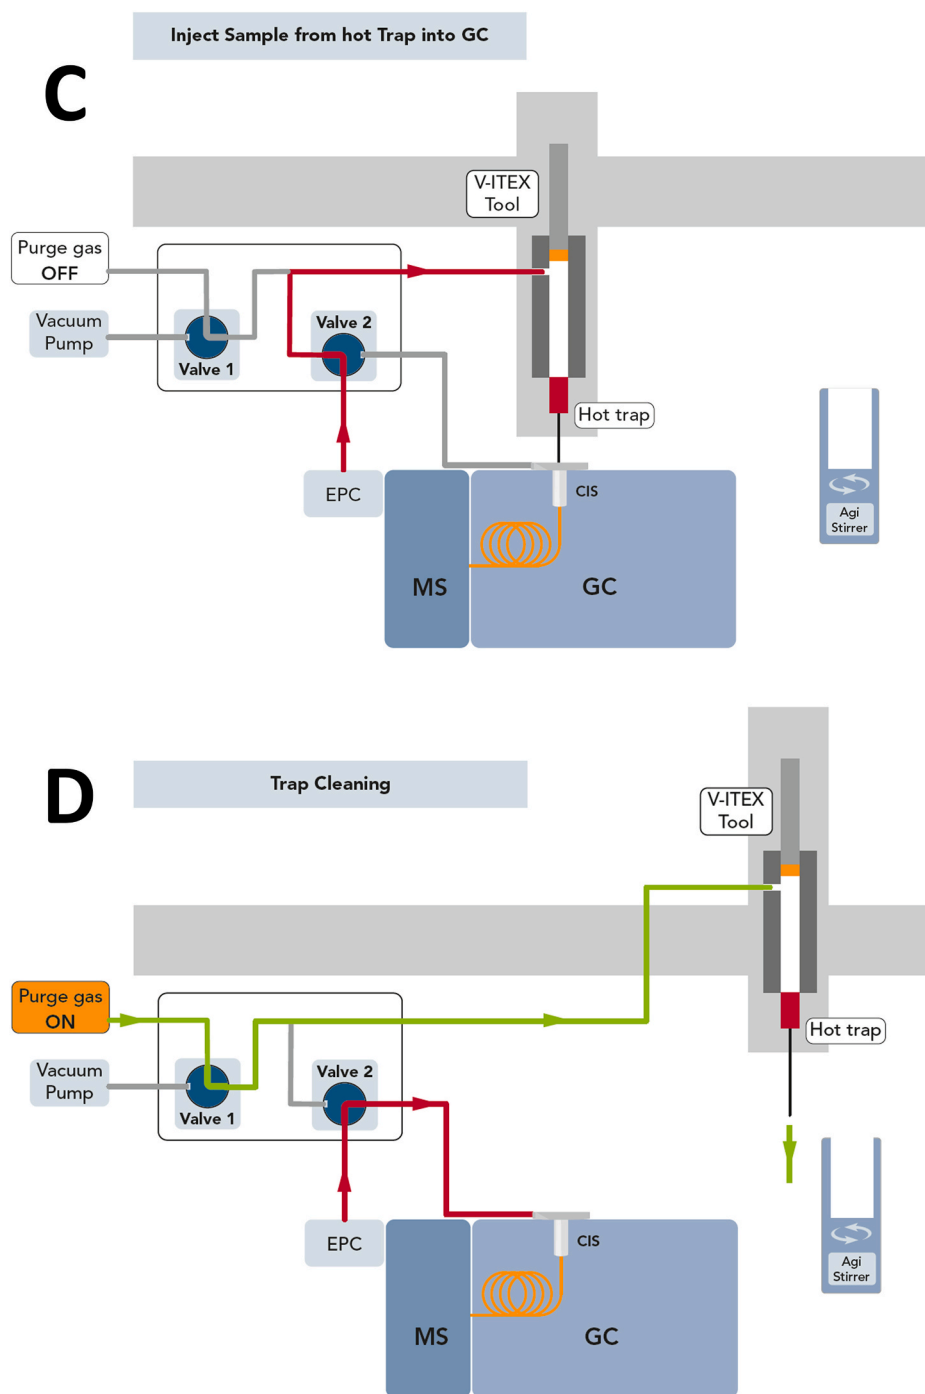 Inject Sample from hot Trap into GC
C
V-ITEX
Tool
Purge gas
OFF
Vacuum
Pump
Valve 1
Valve 2
Hot trap
EPC
CIS
MS
GC
Agi
Stirrer
D
Trap Cleaning
V-ITEX
Tool
Purge gas
ON
Vacuum
Pump
Valve 1
Valve 2
Hot trap
EPC
CIS
MS
GC
Agi
Stirrer